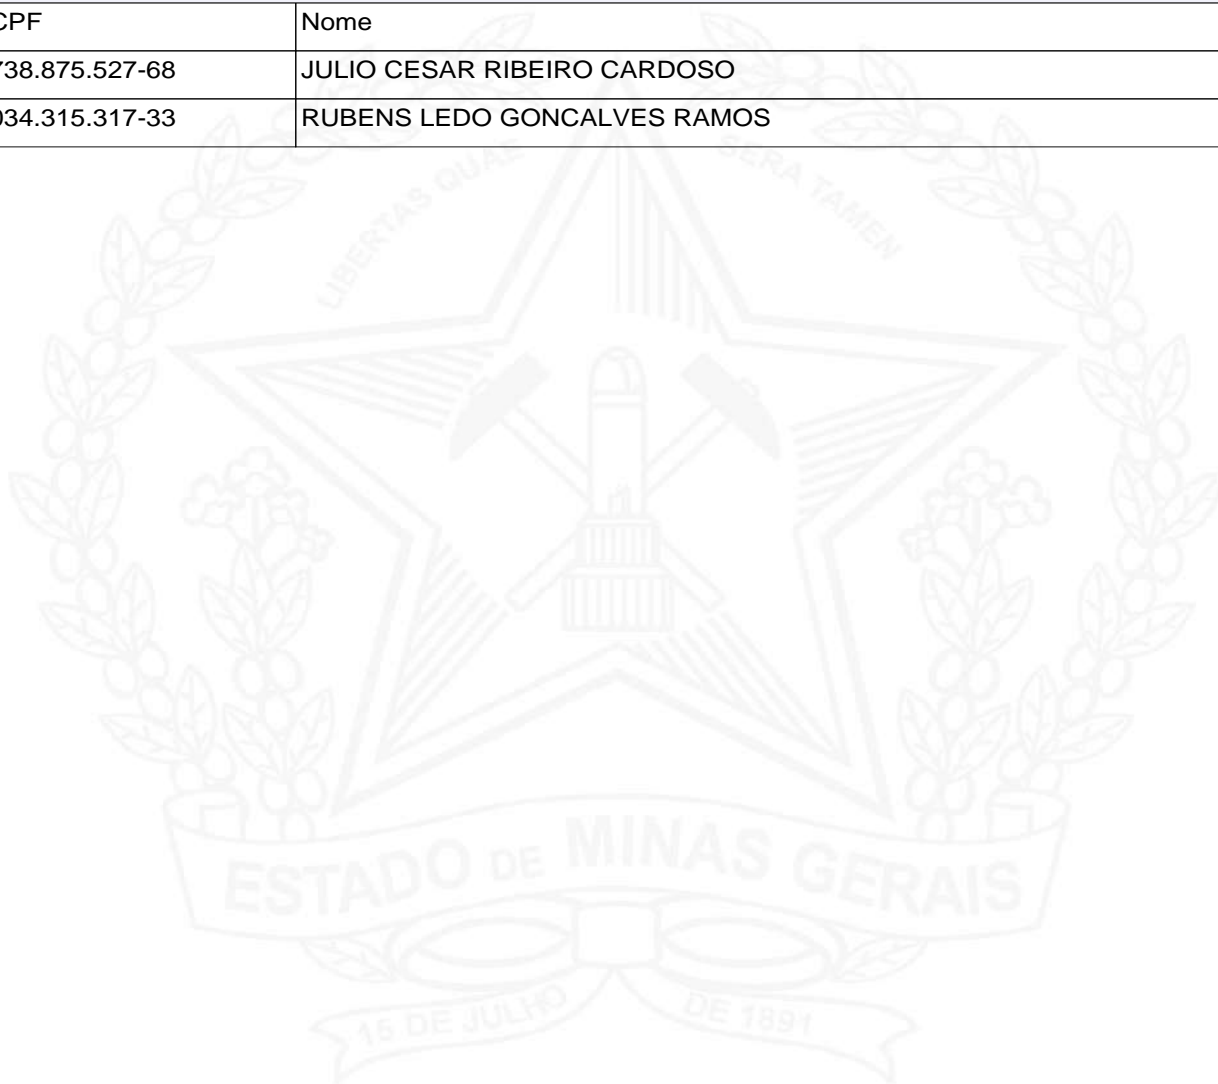 CPF Nome
738.875.527-68 JULIO CESAR RIBEIRO CARDOSO
034.315.317-33 RUBENS LEDO GONCALVES RAMOS
LIBERTAS QUAE SERA TAMEN
ESTADO DE MINAS GERAIS
15 DE JULHO DE 1891